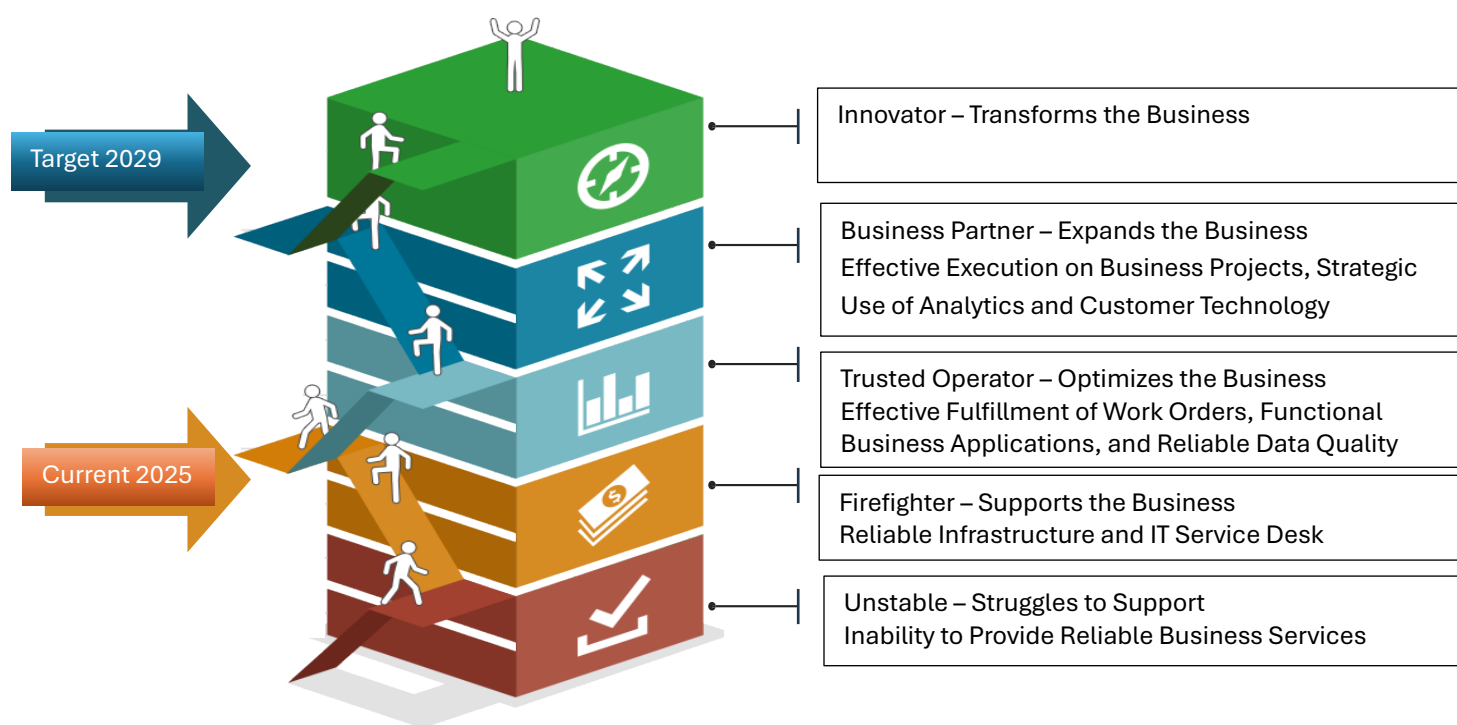 Innovator – Transforms the Business
Target 2029
Business Partner – Expands the Business
Effective Execution on Business Projects, Strategic
Use of Analytics and Customer Technology
Trusted Operator – Optimizes the Business
Effective Fulfillment of Work Orders, Functional
Business Applications, and Reliable Data Quality
Current 2025
$
Firefighter – Supports the Business
Reliable Infrastructure and IT Service Desk
Unstable – Struggles to Support
Inability to Provide Reliable Business Services